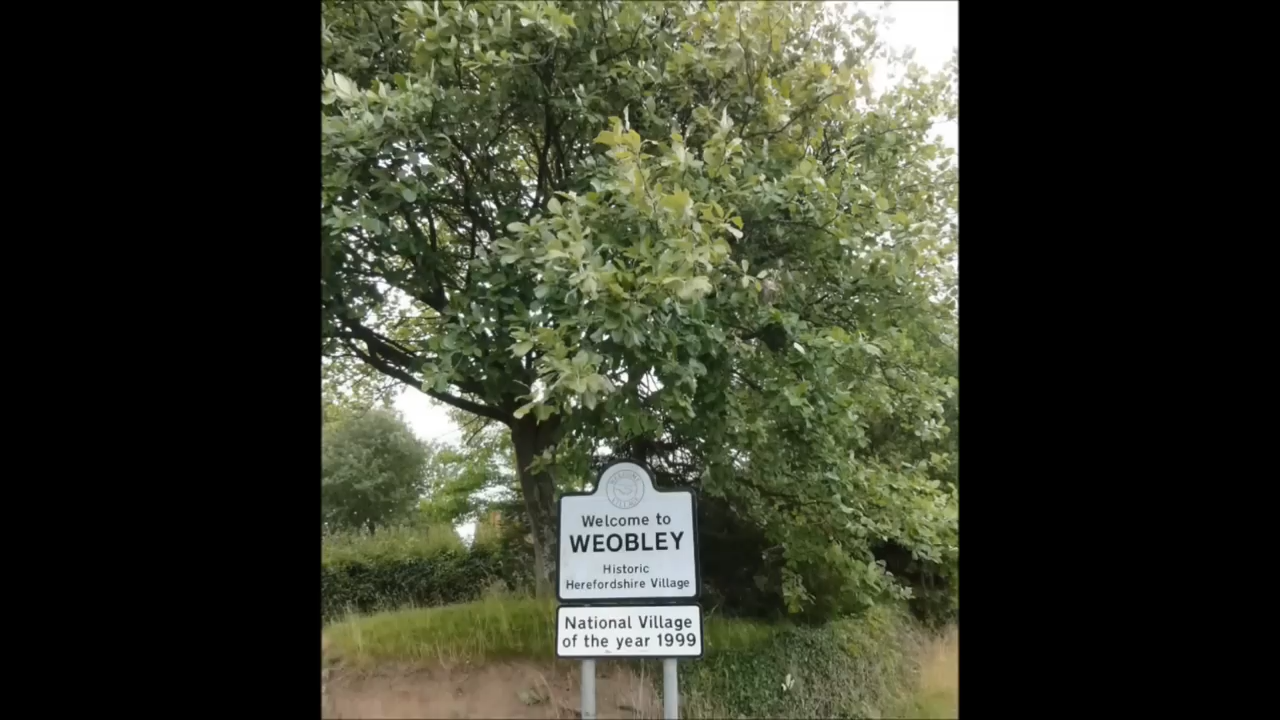 Welcome to
WEOBLEY
Historic
Herefordshire Village
National Village
of the year 1999